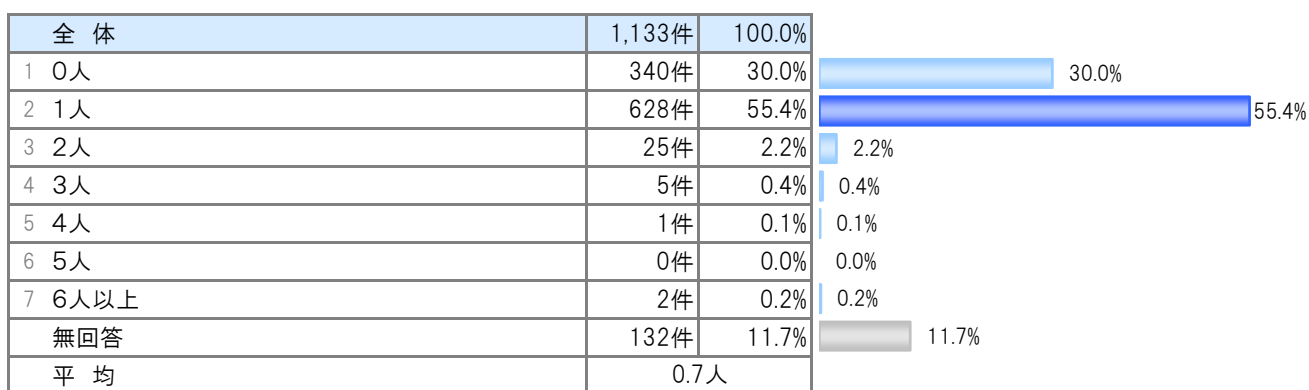 全 体 1,133件 100.0%
1 0人 340件 30.0% 30.0%
2 1人 628件 55.4% 55.4%
3 2人 25件 2.2% 2.2%
4 3人 5件 0.4% 0.4%
5 4人 1件 0.1% 0.1%
6 5人 0件 0.0% 0.0%
7 6人以上 2件 0.2% 0.2%
無回答 132件 11.7% 11.7%
平 均 0.7人